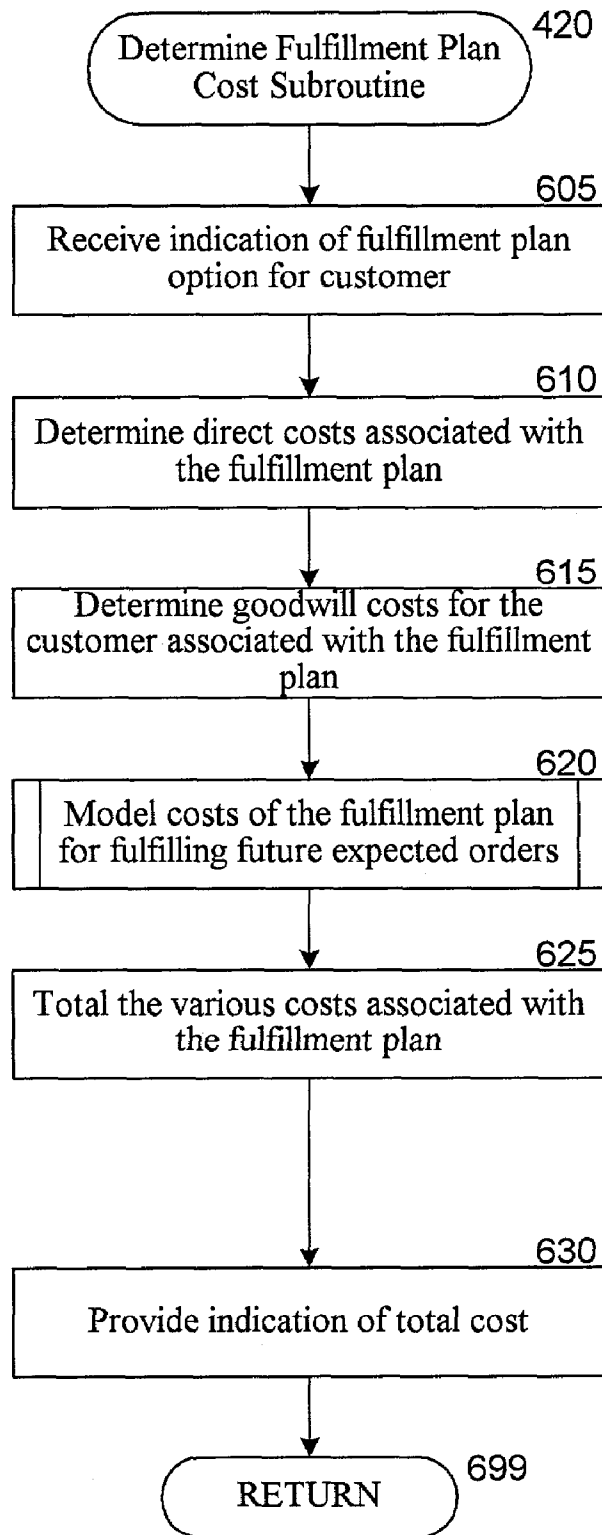 420
Determine Fulfillment Plan
Cost Subroutine
605
Receive indication of fulfillment plan
option for customer
610
Determine direct costs associated with
the fulfillment plan
615
Determine goodwill costs for the
customer associated with the fulfillment
plan
620
Model costs of the fulfillment plan
for fulfilling future expected orders
625
Total the various costs associated with
the fulfillment plan
630
Provide indication of total cost
699
RETURN